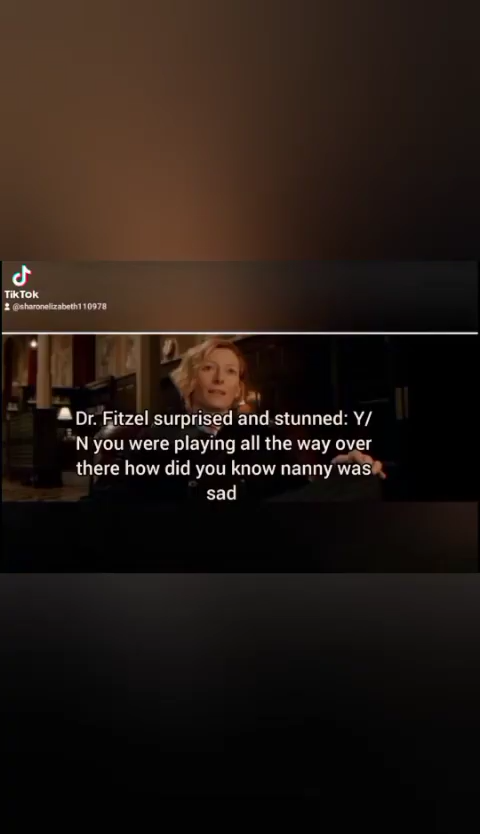 TikTok
@sharonelizabeth110978
Dr. Fitzel surprised and stunned: Y/
N you were playing all the way over
there how did you know nanny was
sad